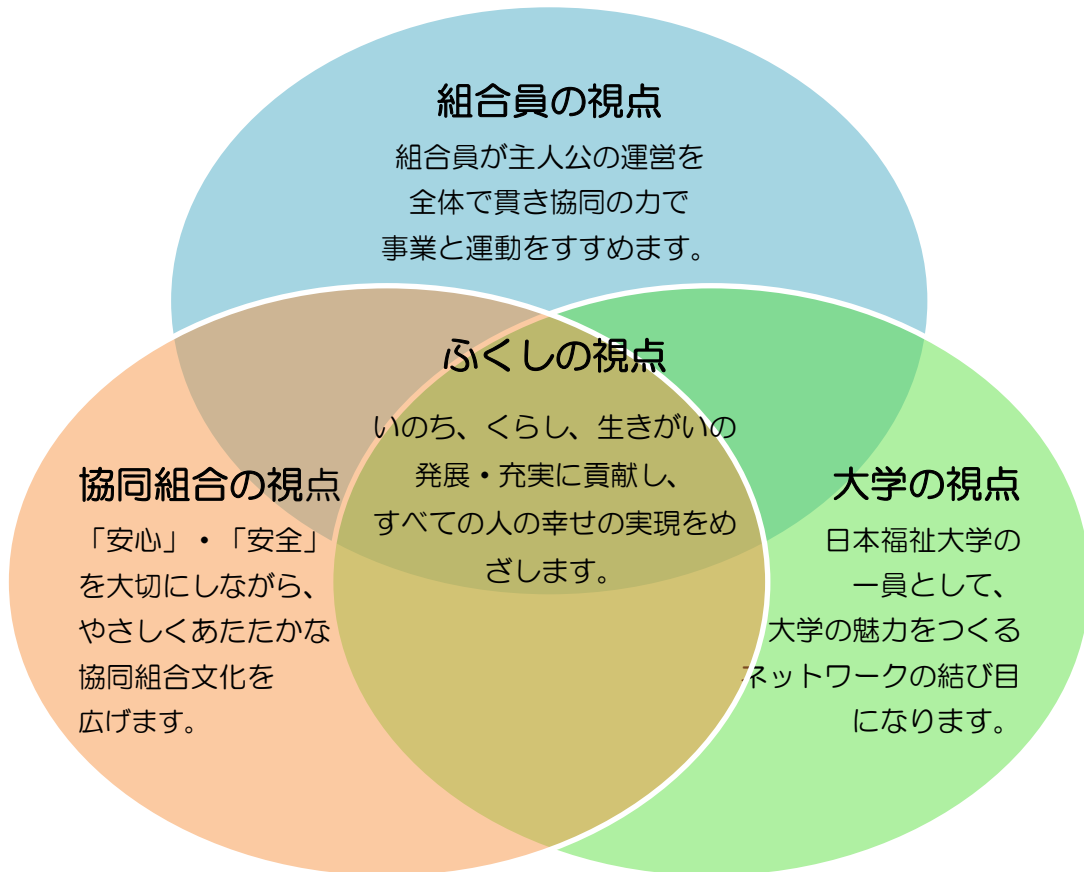 組合員の視点
組合員が主人公の運営を
全体で貫き協同の力で
事業と運動をすすめます。
ふくしの視点
いのち、くらし、生きがいの
発展・充実に貢献し、
すべての人の幸せの実現をめ
ざします。
協同組合の視点
「安心」・「安全」
を大切にしながら、
やさしくあたたかな
協同組合文化を
広げます。
大学の視点
日本福祉大学の
一員として、
大学の魅力をつくる
ネットワークの結び目
になります。